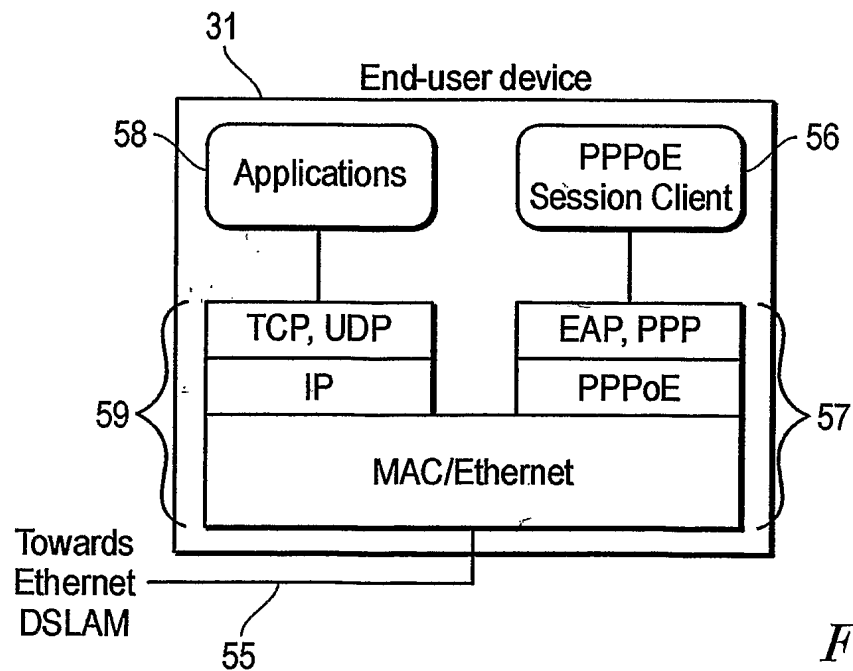 31
End-user device
58
Applications
PPPoE
Session Client
56
TCP, UDP
EAP, PPP
IP
PPPoE
59
57
MAC/Ethernet
Towards
Ethernet
DSLAM
55
F